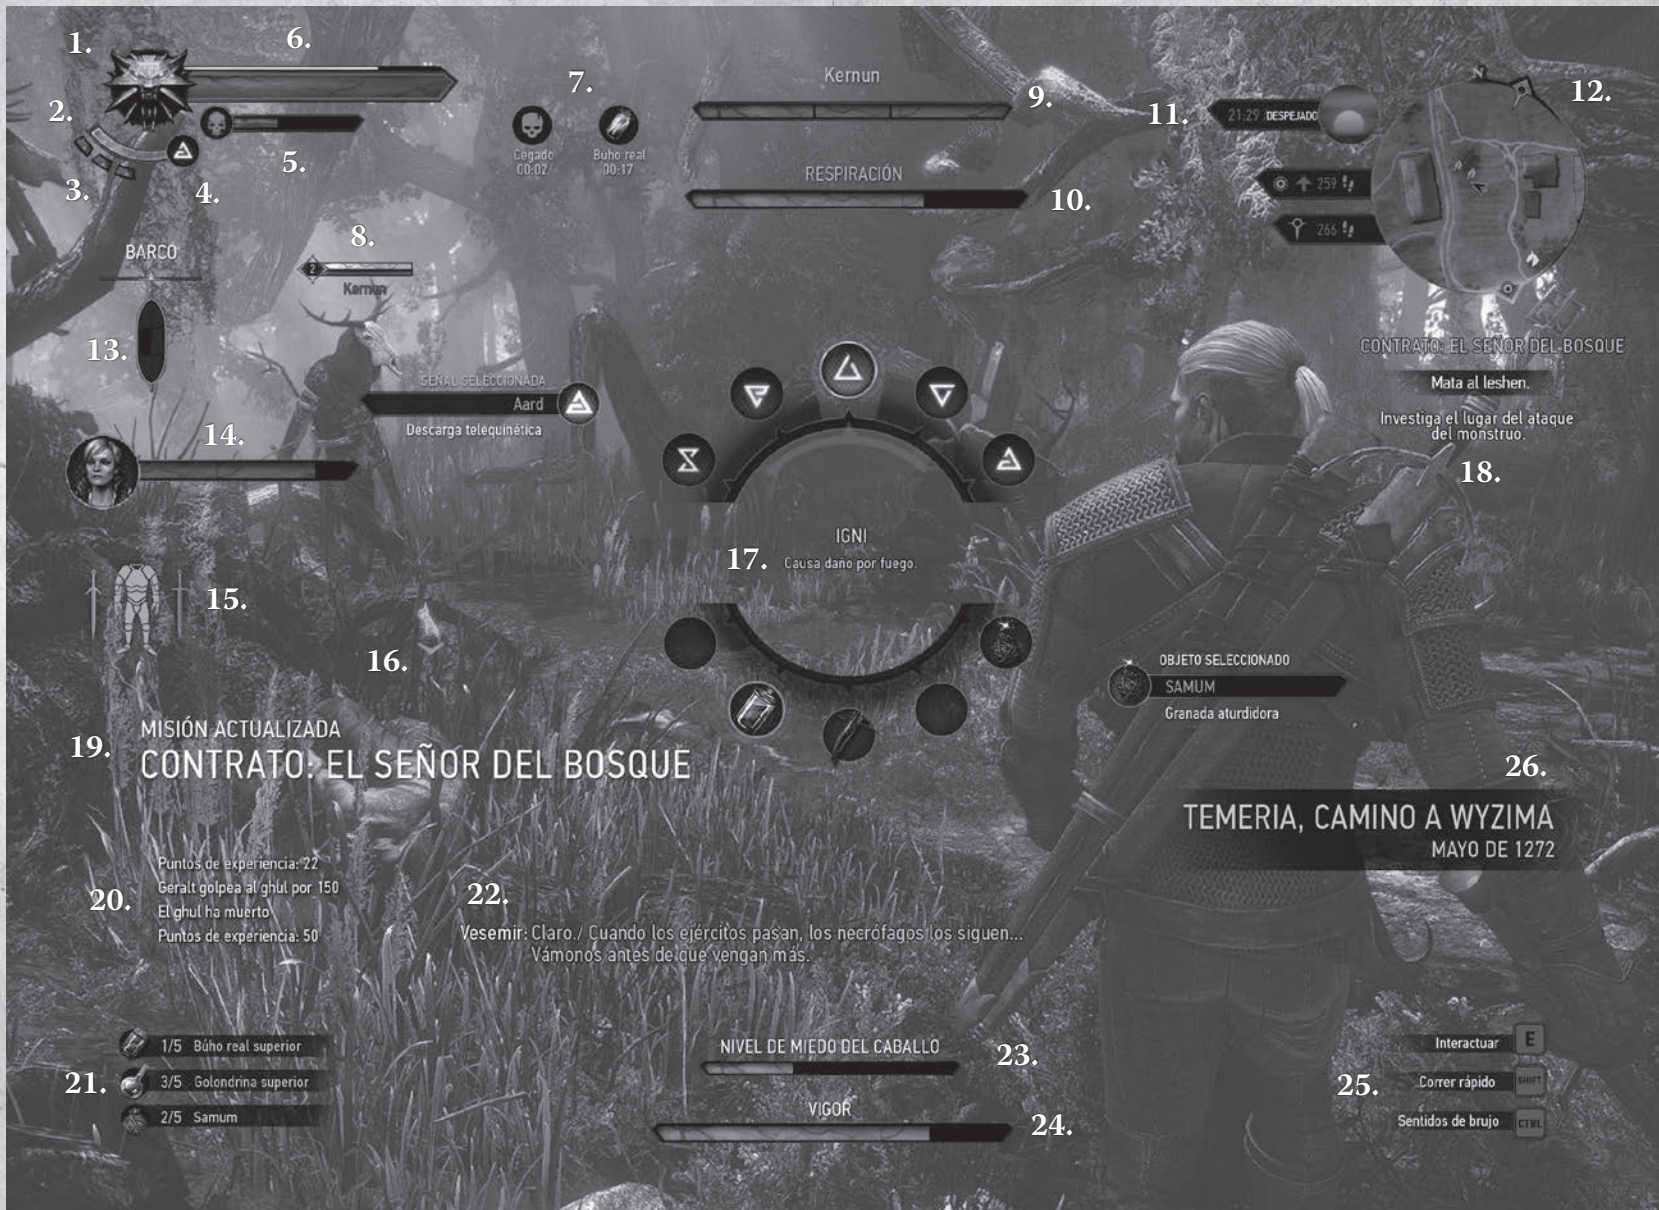 1.
6.
7.
Kernun
9.
N
12.
2.
11.
21:29 DESPEJADO
5.
Cegado
00:02
Búho real
00:17
RESPIRACIÓN
10.
3.
4.
259
266
8.
BARCO
2
Kernun
13.
CONTRATO: EL SEÑOR DEL BOSQUE
Mata al leshen.
Investiga el lugar del ataque
del monstruo.
18.
SEÑAL SELECCIONADA
Aard
Descarga telequinética
14.
IGNI
17.
Causa daño por fuego.
15.
16.
OBJETO SELECCIONADO
SAMUM
Granada aturdidora
19.
MISIÓN ACTUALIZADA
CONTRATO: EL SEÑOR DEL BOSQUE
26.
TEMERIA, CAMINO A WYZIMA
MAYO DE 1272
20.
Puntos de experiencia: 22
Geralt golpea al ghul por 150
El ghul ha muerto
Puntos de experiencia: 50
22.
Vesemir: Claro./ Cuando los ejércitos pasan, los necrófagos los siguen...
Vámonos antes de que vengan más.
21.
1/5 Búho real superior
3/5 Golondrina superior
2/5 Samum
NIVEL DE MIEDO DEL CABALLO
23.
VIGOR
24.
25.
Interactuar E
Correr rápido SHIFT
Sentidos de brujo CTRL